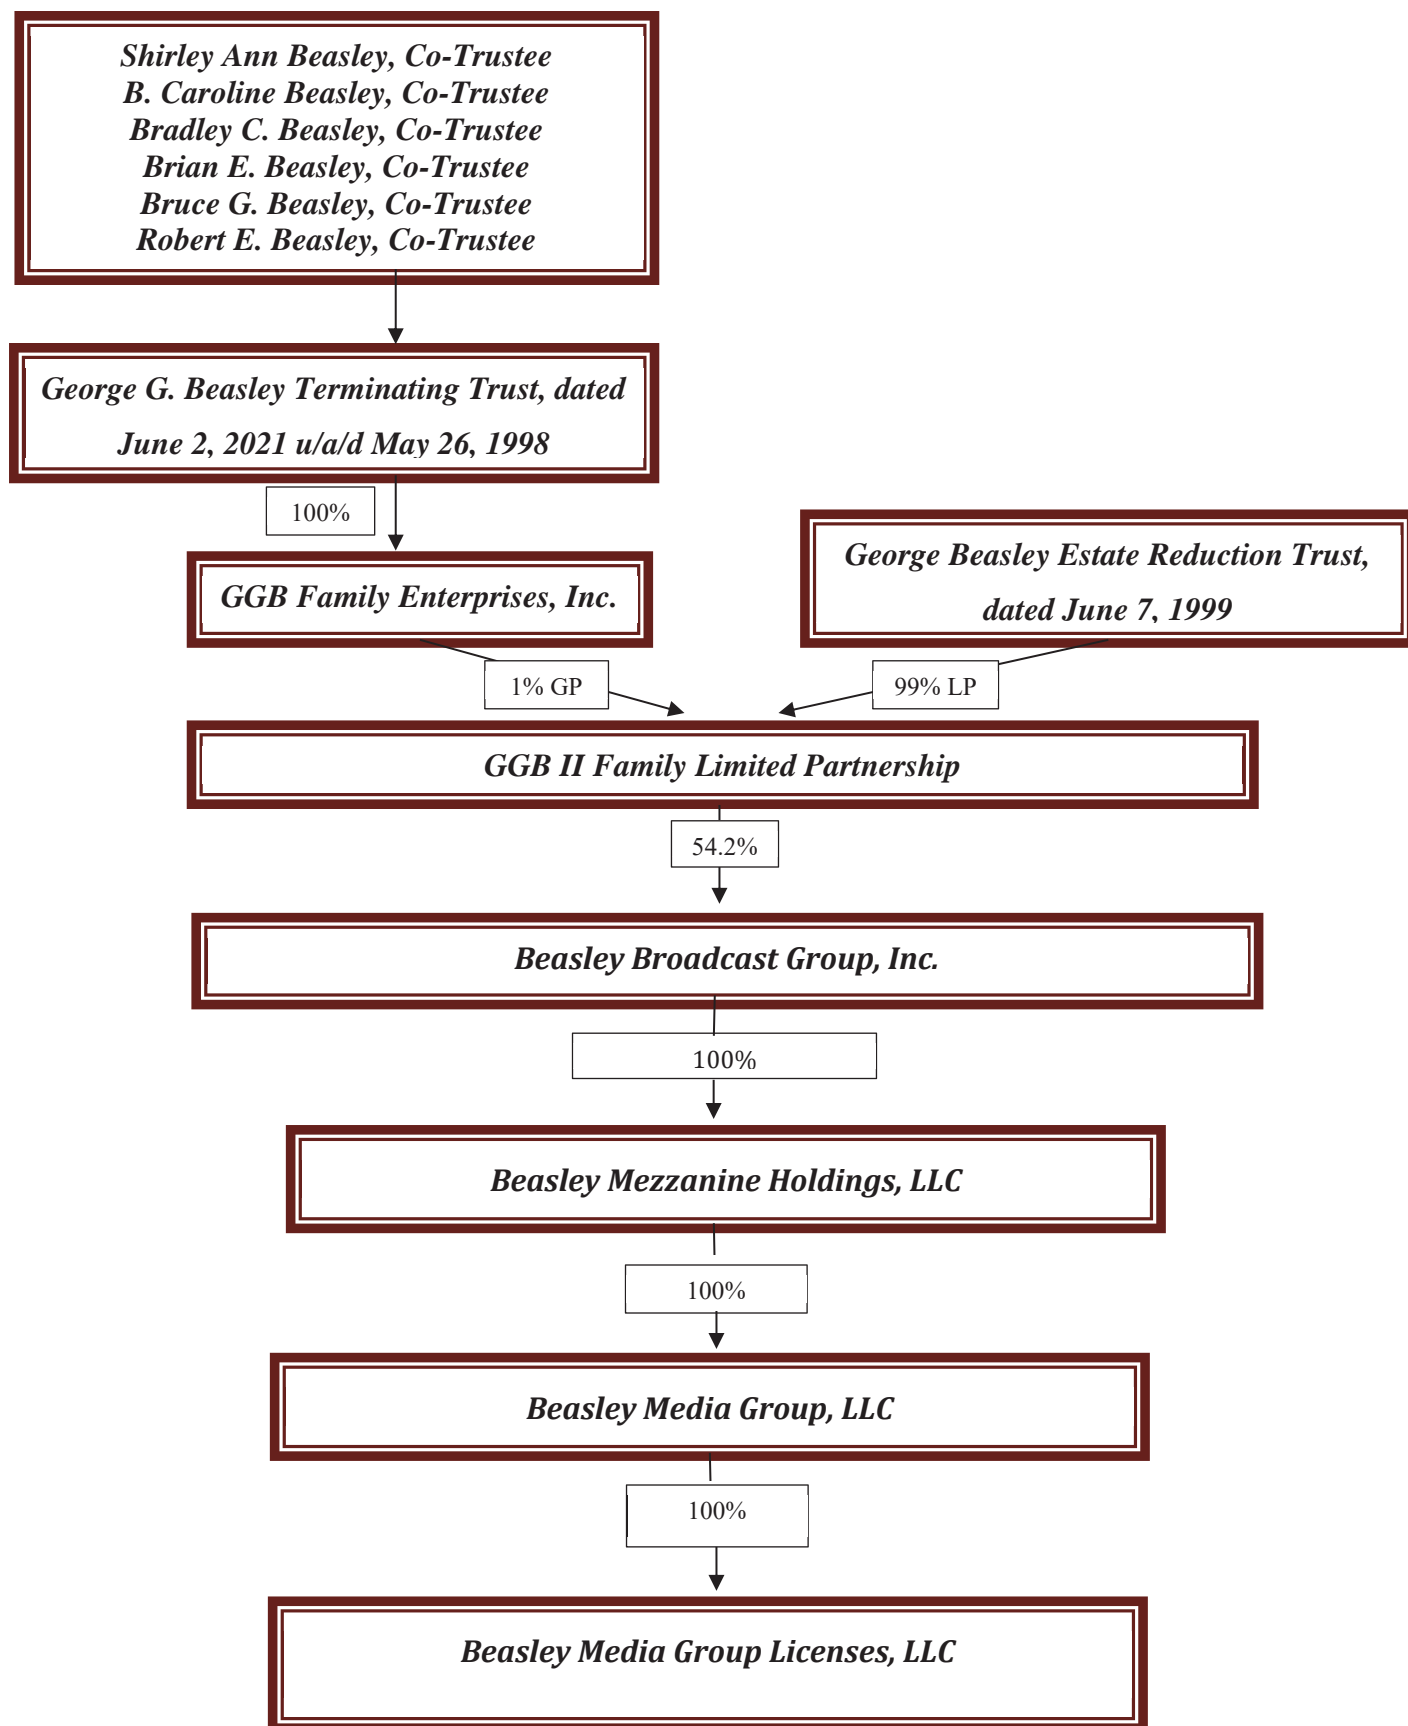 Shirley Ann Beasley, Co-Trustee
B. Caroline Beasley, Co-Trustee
Bradley C. Beasley, Co-Trustee
Brian E. Beasley, Co-Trustee
Bruce G. Beasley, Co-Trustee
Robert E. Beasley, Co-Trustee
George G. Beasley Terminating Trust, dated
June 2, 2021 u/a/d May 26, 1998
100%
GGB Family Enterprises, Inc.
George Beasley Estate Reduction Trust,
dated June 7, 1999
1% GP
99% LP
GGB II Family Limited Partnership
54.2%
Beasley Broadcast Group, Inc.
100%
Beasley Mezzanine Holdings, LLC
100%
Beasley Media Group, LLC
100%
Beasley Media Group Licenses, LLC